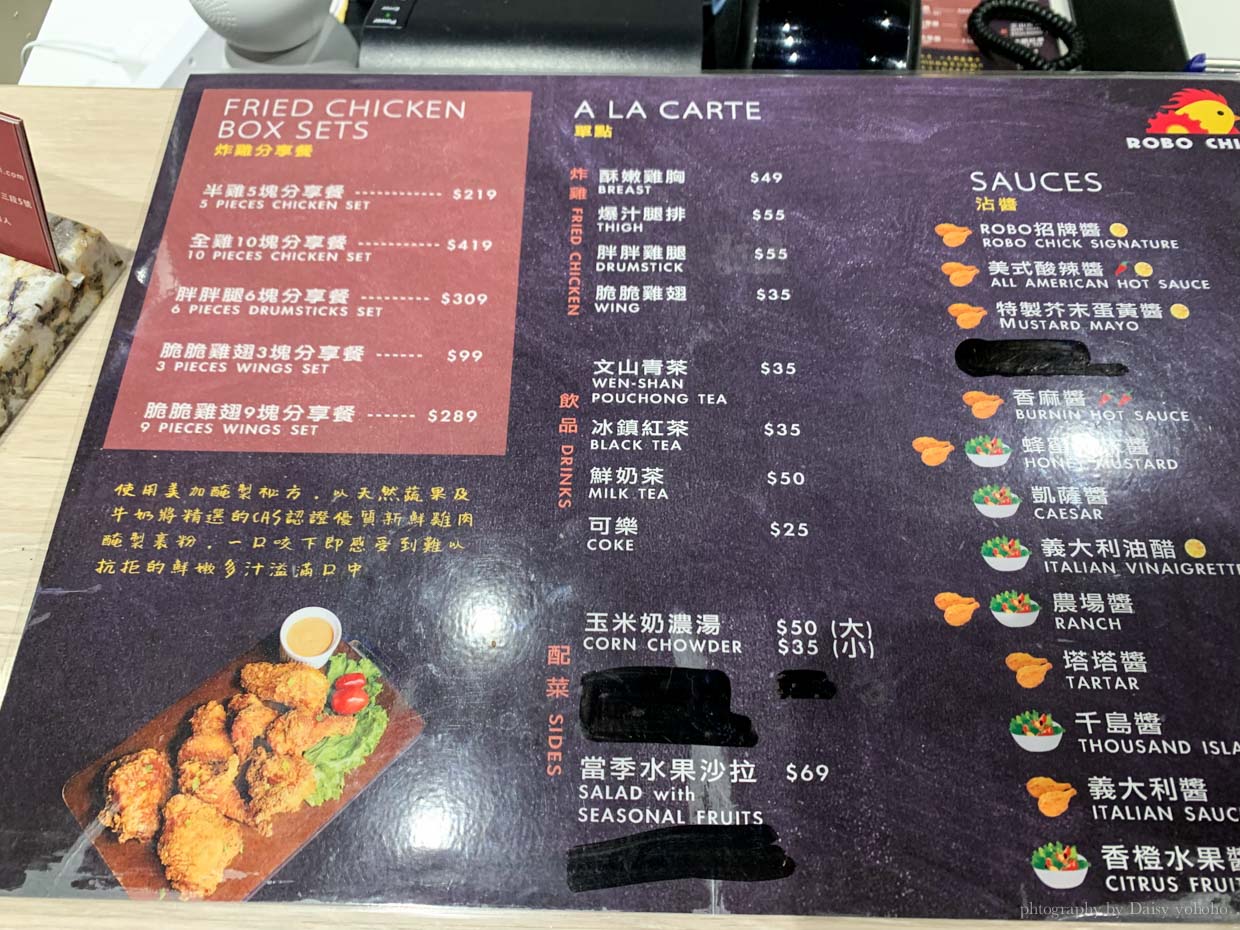 FRIED CHICKEN
BOX SETS
炸雞分享餐
半雞5塊分享餐 ------------ $219
5 PIECES CHICKEN SET
全雞10塊分享餐 ----------- $419
10 PIECES CHICKEN SET
胖胖腿6塊分享餐 ---------- $309
6 PIECES DRUMSTICKS SET
脆脆雞翅3塊分享餐 ------ $99
3 PIECES WINGS SET
脆脆雞翅9塊分享餐 ------ $289
9 PIECES WINGS SET
使用美加醃製秘方，以天然蔬果及
牛奶將精選的CAS認證優質新鮮雞肉
醃製裹粉，一口咬下即感受到難以
抗拒的鮮嫩多汁溢滿口中
A LA CARTE
單點
炸雞 FRIED CHICKEN
酥嫩雞胸 $49
BREAST
爆汁腿排 $55
THIGH
胖胖雞腿 $55
DRUMSTICK
脆脆雞翅 $35
WING
飲品 DRINKS
文山青茶 $35
WEN-SHAN
POUCHONG TEA
冰鎮紅茶 $35
BLACK TEA
鮮奶茶 $50
MILK TEA
可樂 $25
COKE
配菜 SIDES
玉米奶濃湯 $50 (大)
CORN CHOWDER $35 (小)
當季水果沙拉 $69
SALAD with
SEASONAL FRUITS
ROBO CHI
SAUCES
沾醬
ROBO招牌醬
ROBO CHICK SIGNATURE
美式酸辣醬
ALL AMERICAN HOT SAUCE
特製芥末蛋黃醬
MUSTARD MAYO
香麻醬
BURNIN' HOT SAUCE
蜂蜜芥末醬
HONEY MUSTARD
凱薩醬
CAESAR
義大利油醋
ITALIAN VINAIGRETTE
農場醬
RANCH
塔塔醬
TARTAR
千島醬
THOUSAND ISLA
義大利醬
ITALIAN SAUC
香橙水果醬
CITRUS FRUIT
Power
.com
三段5號
phtography by Daisy yohoho